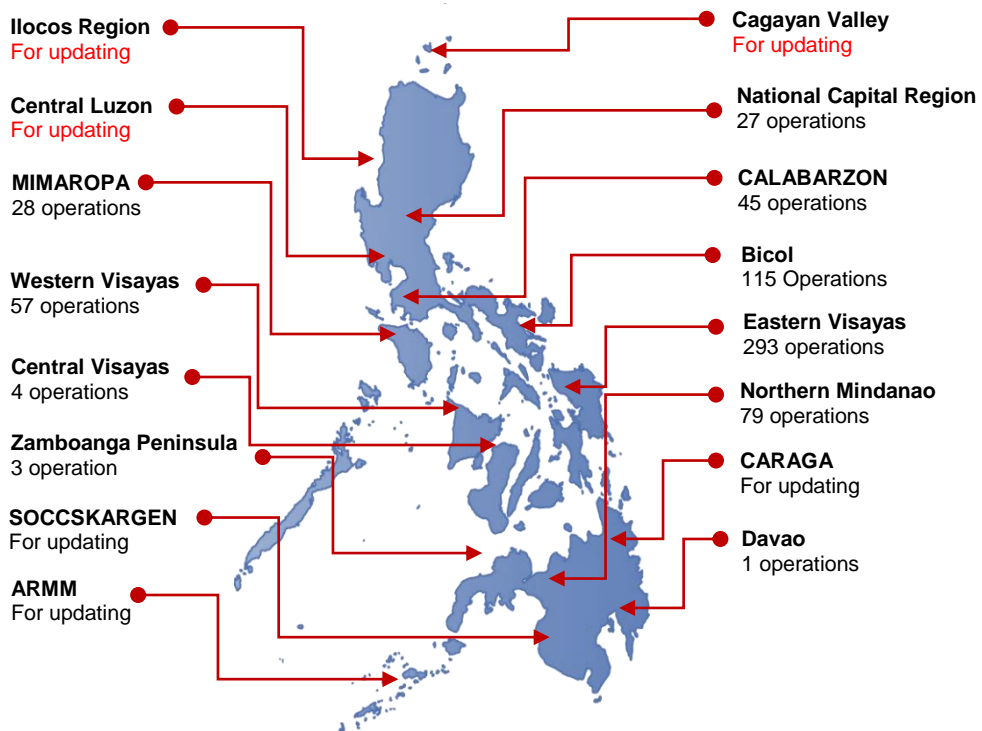 Ilocos Region
For updating
Central Luzon
For updating
MIMAROPA
28 operations
Western Visayas
57 operations
Central Visayas
4 operations
Zamboanga Peninsula
3 operation
SOCCSKARGEN
For updating
ARMM
For updating
Cagayan Valley
For updating
National Capital Region
27 operations
CALABARZON
45 operations
Bicol
115 Operations
Eastern Visayas
293 operations
Northern Mindanao
79 operations
CARAGA
For updating
Davao
1 operations